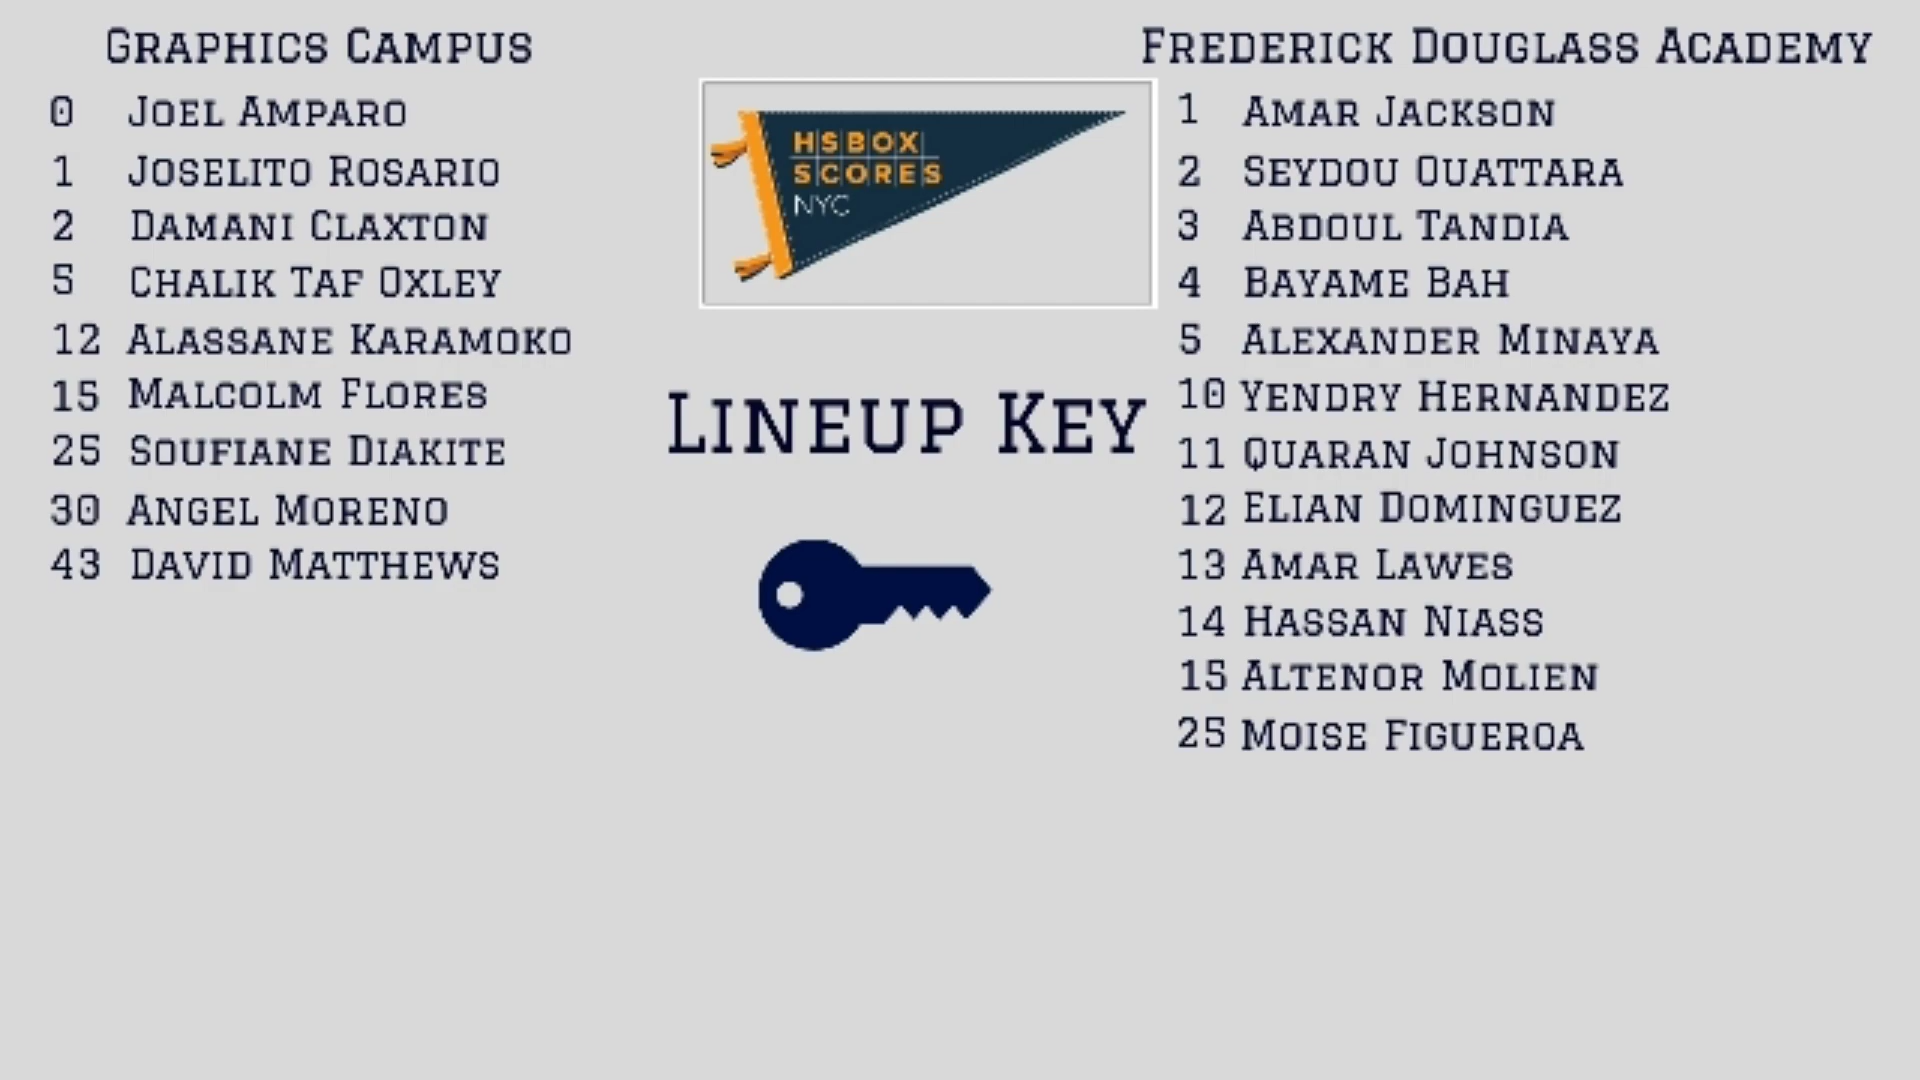 Graphics Campus
0 Joel Amparo
1 Joselito Rosario
2 Damani Claxton
5 Chalik Taf Oxley
12 Alassane Karamoko
15 Malcolm Flores
25 Soufiane Diakite
30 Angel Moreno
43 David Matthews
HSBOX
SCORES
NYC
Lineup Key
Frederick Douglass Academy
1 Amar Jackson
2 Seydou Ouattara
3 Abdoul Tandia
4 Bayame Bah
5 Alexander Minaya
10 Yendry Hernandez
11 Quaran Johnson
12 Elian Dominguez
13 Amar Lawes
14 Hassan Niass
15 Altenor Molien
25 Moise Figueroa